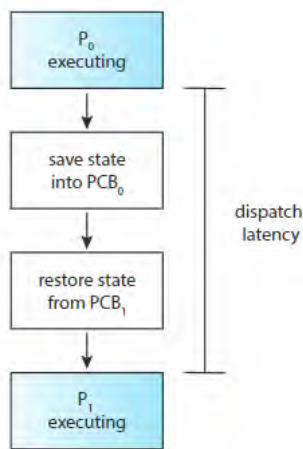 P₀
executing
save state
into PCB₀
dispatch
latency
restore state
from PCB₁
P₁
executing